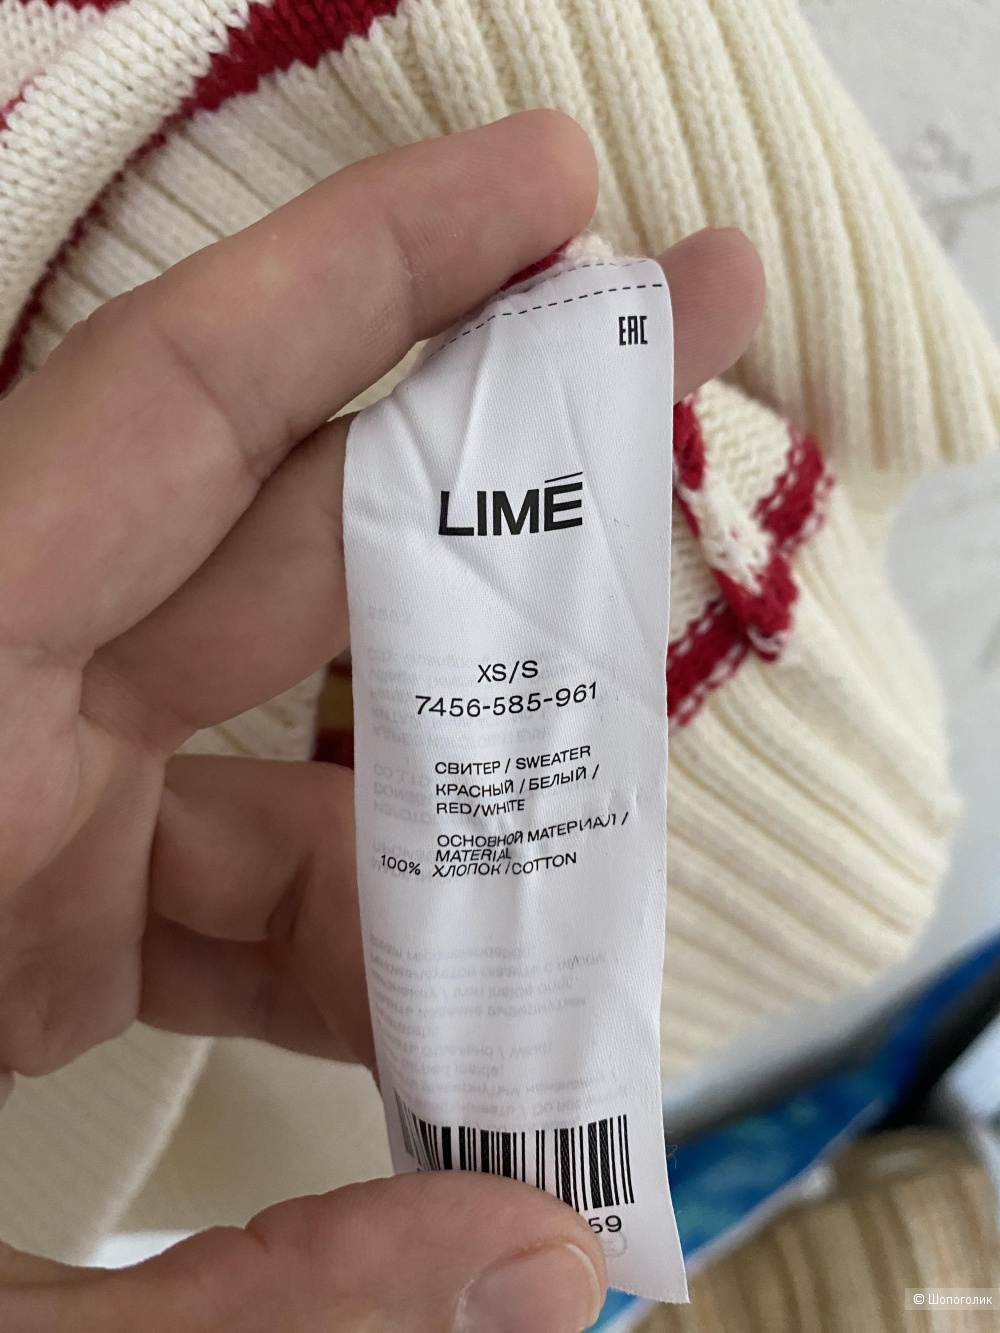 EAC
LIMÉ
XS/S
7456-585-961
СВИТЕР / SWEATER
КРАСНЫЙ / БЕЛЫЙ /
RED/WHITE
ОСНОВНОЙ МАТЕРИАЛ /
MATERIAL
100% ХЛОПОК / COTTON
59
© Шопоголик